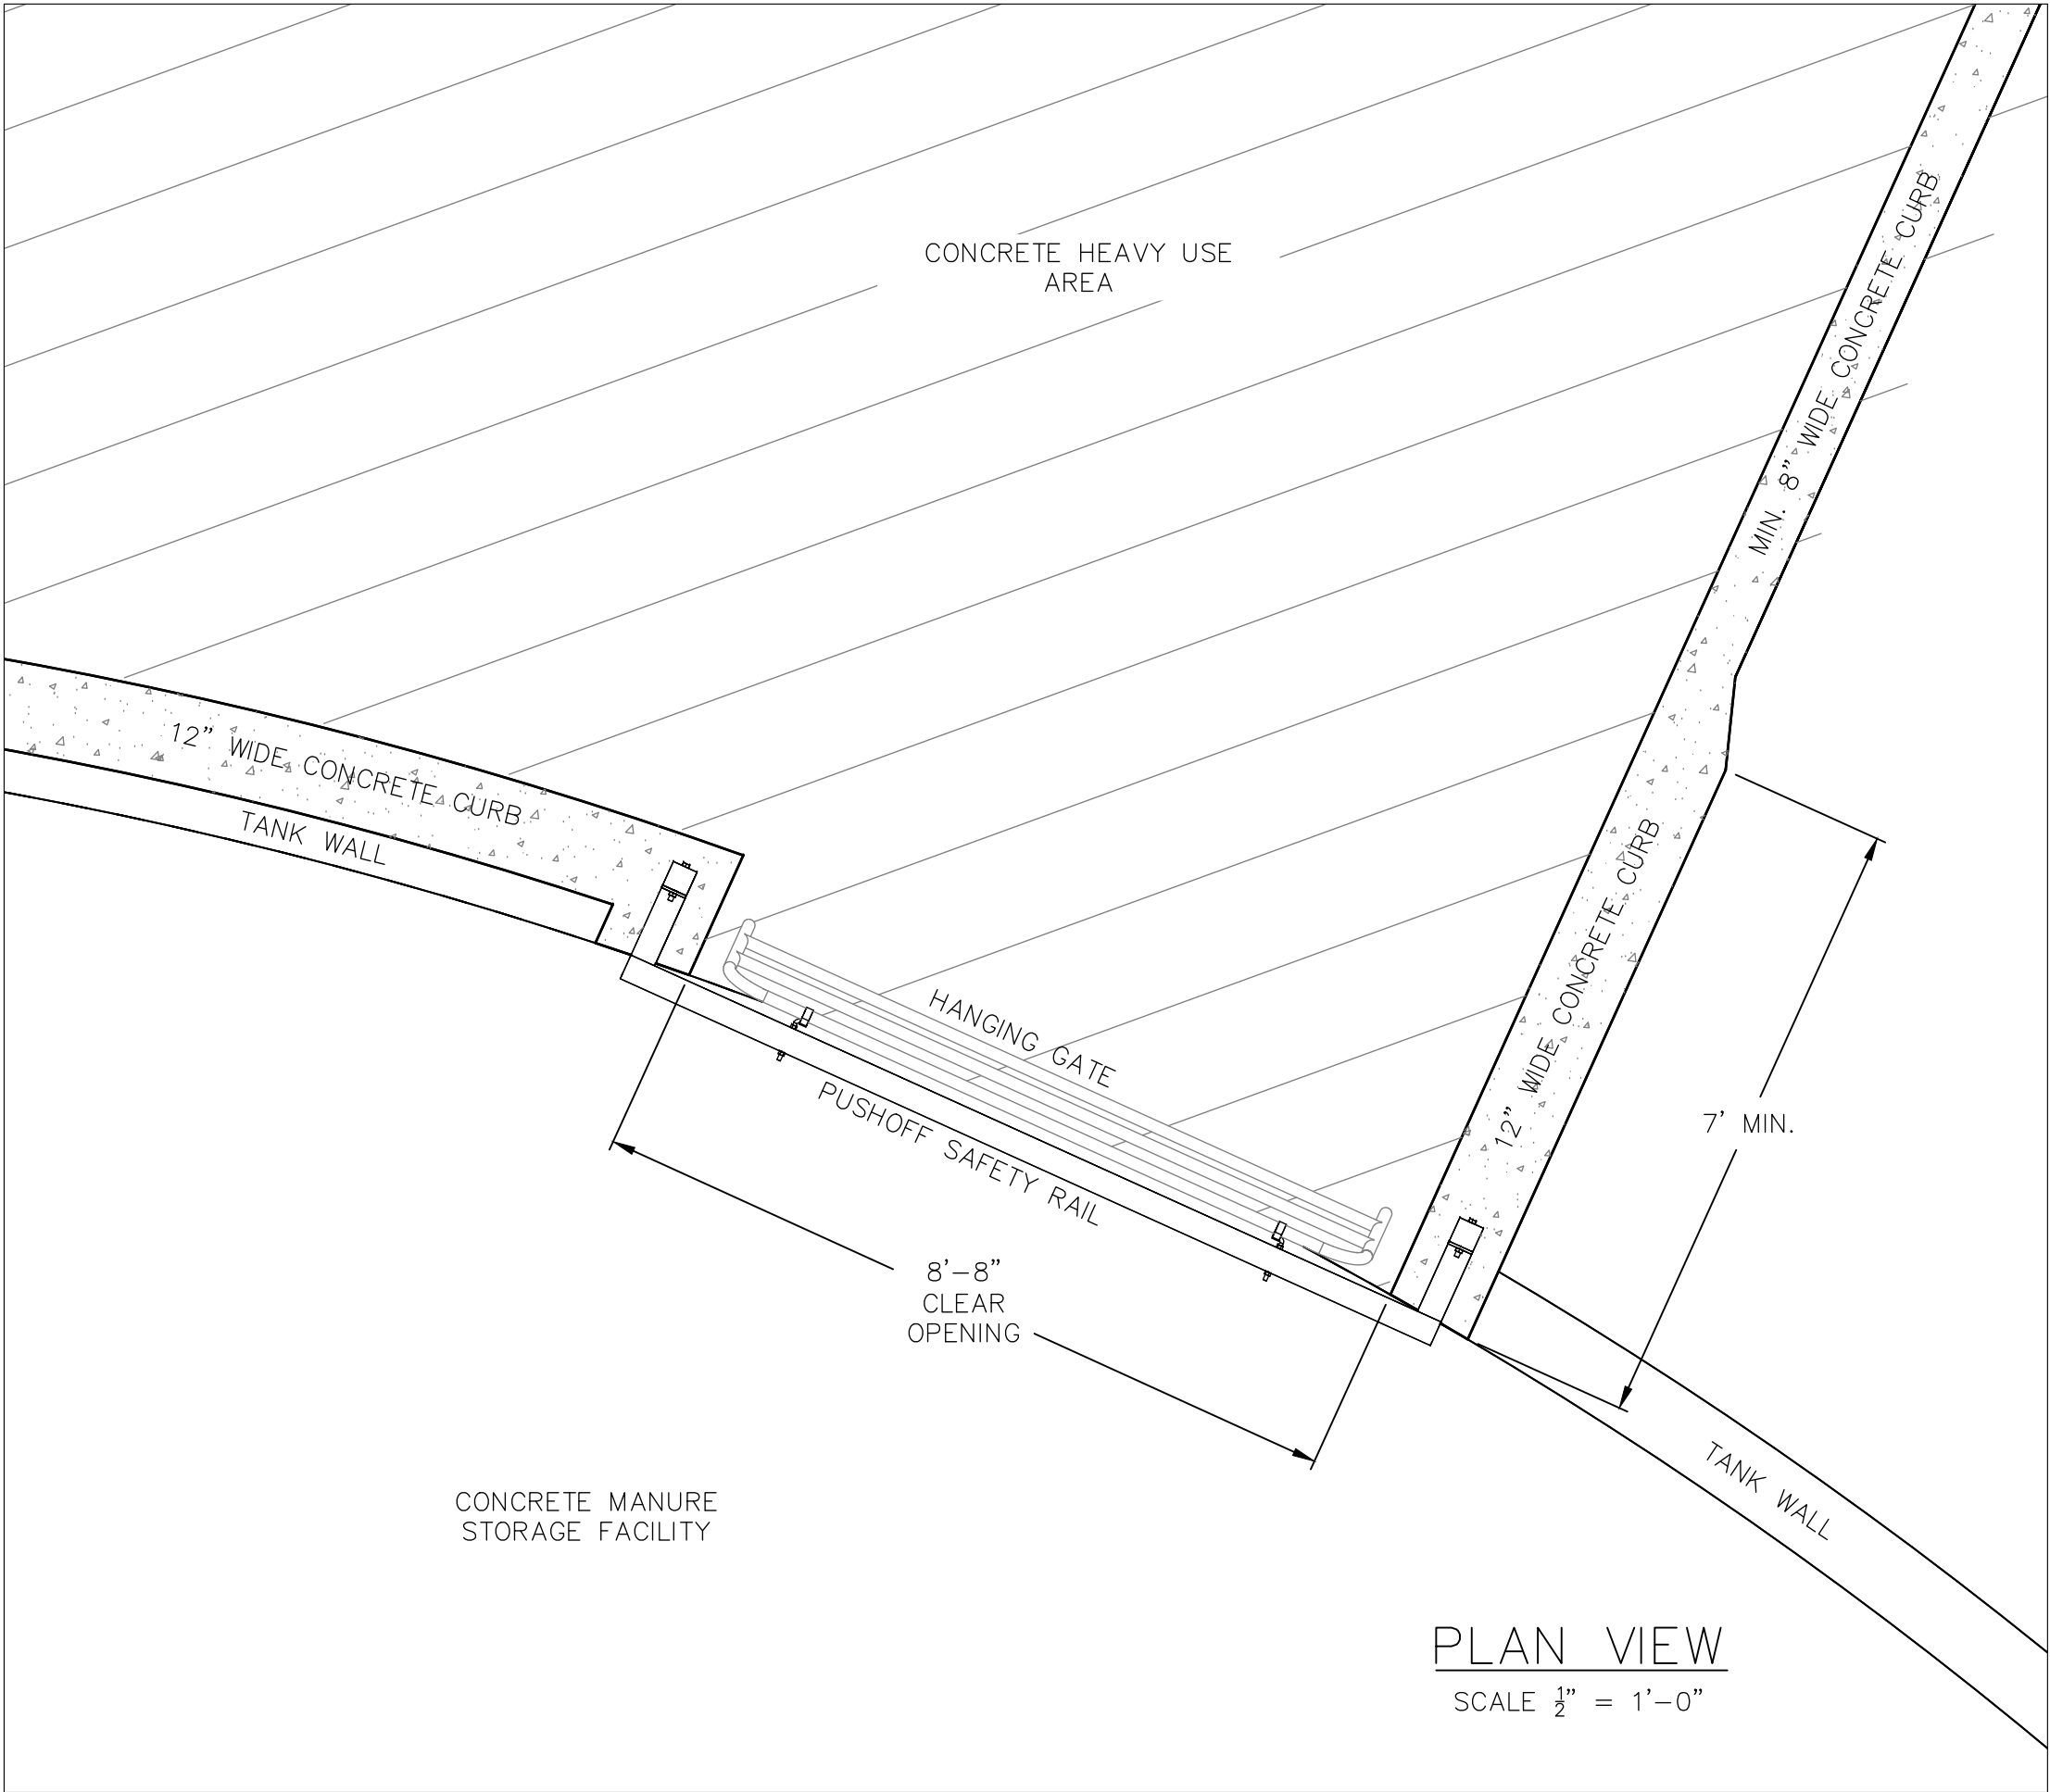 CONCRETE HEAVY USE
AREA
MIN. 8" WIDE CONCRETE CURB
12" WIDE CONCRETE CURB
TANK WALL
HANGING GATE
PUSHOFF SAFETY RAIL
12" WIDE CONCRETE CURB
7' MIN.
8'-8"
CLEAR
OPENING
CONCRETE MANURE
STORAGE FACILITY
TANK WALL
PLAN VIEW
SCALE ½" = 1'-0"